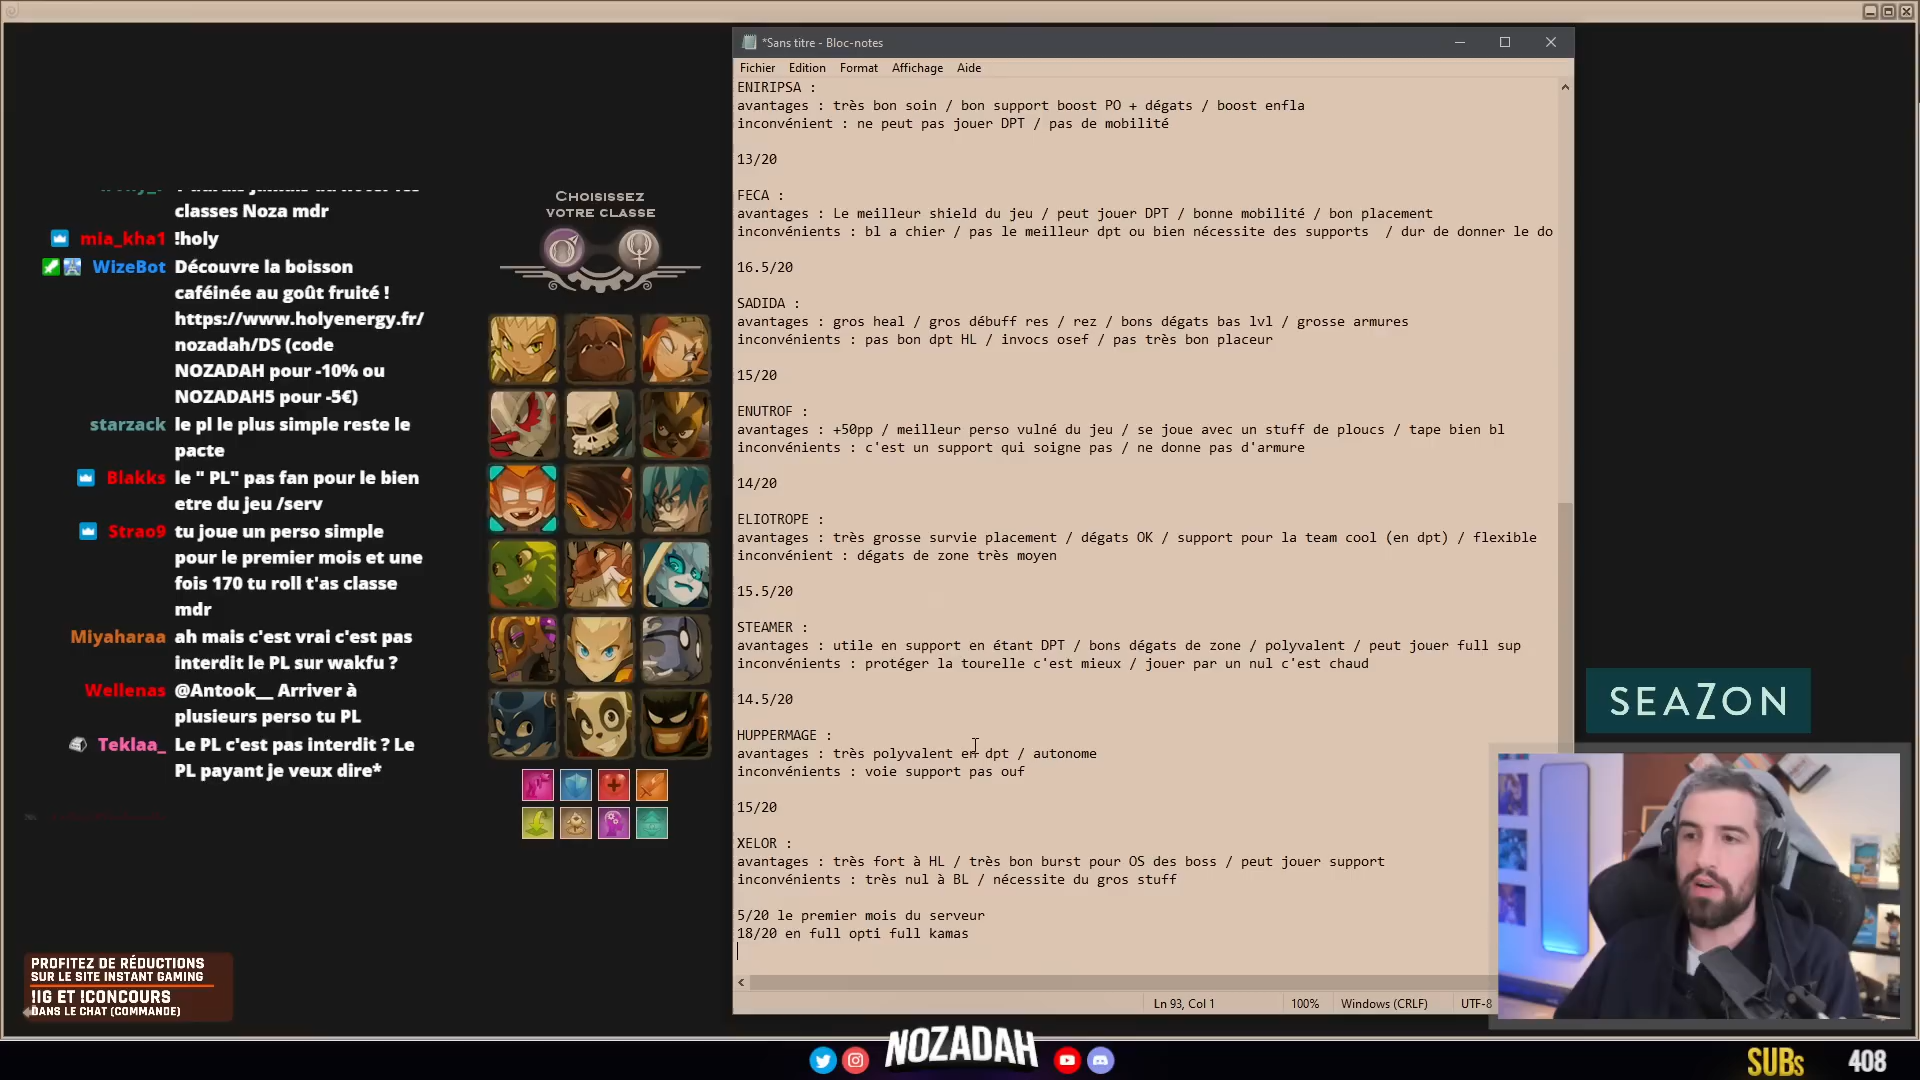 classes Noza mdr
mia_kha1 !holy
WizeBot Découvre la boisson
caféinée au goût fruité !
https://www.holyenergy.fr/
nozadah/DS (code
NOZADAH pour -10% ou
NOZADAH5 pour -5€)
starzack le pl le plus simple reste le
pacte
Blakks le " PL" pas fan pour le bien
etre du jeu /serv
Strao9 tu joue un perso simple
pour le premier mois et une
fois 170 tu roll t'as classe
mdr
Miyaharaa ah mais c'est vrai c'est pas
interdit le PL sur wakfu ?
Wellenas @Antook__ Arriver à
plusieurs perso tu PL
Teklaa_ Le PL c'est pas interdit ? Le
PL payant je veux dire*
PROFITEZ DE RÉDUCTIONS
SUR LE SITE INSTANT GAMING
!IG ET !CONCOURS
DANS LE CHAT (COMMANDE)
CHOISISSEZ
VOTRE CLASSE
*Sans titre - Bloc-notes
Fichier Edition Format Affichage Aide
ENIRIPSA :
avantages : très bon soin / bon support boost PO + dégats / boost enfla
inconvénient : ne peut pas jouer DPT / pas de mobilité
13/20
FECA :
avantages : Le meilleur shield du jeu / peut jouer DPT / bonne mobilité / bon placement
inconvénients : bl a chier / pas le meilleur dpt ou bien nécessite des supports  / dur de donner le do
16.5/20
SADIDA :
avantages : gros heal / gros débuff res / rez / bons dégats bas lvl / grosse armures
inconvénients : pas bon dpt HL / invocs osef / pas très bon placeur
15/20
ENUTROF :
avantages : +50pp / meilleur perso vulné du jeu / se joue avec un stuff de ploucs / tape bien bl
inconvénients : c'est un support qui soigne pas / ne donne pas d'armure
14/20
ELIOTROPE :
avantages : très grosse survie placement / dégats OK / support pour la team cool (en dpt) / flexible
inconvénient : dégats de zone très moyen
15.5/20
STEAMER :
avantages : utile en support en étant DPT / bons dégats de zone / polyvalent / peut jouer full sup
inconvénients : protéger la tourelle c'est mieux / jouer par un nul c'est chaud
14.5/20
HUPPERMAGE :
avantages : très polyvalent en dpt / autonome
inconvénients : voie support pas ouf
15/20
XELOR :
avantages : très fort à HL / très bon burst pour OS des boss / peut jouer support
inconvénients : très nul à BL / nécessite du gros stuff
5/20 le premier mois du serveur
18/20 en full opti full kamas
Ln 93, Col 1 100% Windows (CRLF) UTF-8
SEAZON
NOZADAH
SUBs 408